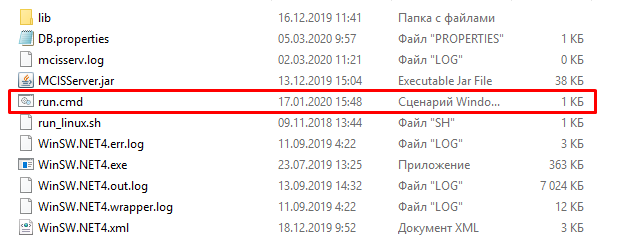 lib 16.12.2019 11:41 Папка с файлами
DB.properties 05.03.2020 9:57 Файл "PROPERTIES" 1 КБ
mcisserv.log 02.03.2020 11:21 Файл "LOG" 0 КБ
MCISServer.jar 13.12.2019 15:04 Executable Jar File 38 КБ
run.cmd 17.01.2020 15:48 Сценарий Windo... 1 КБ
run_linux.sh 09.11.2018 13:44 Файл "SH" 1 КБ
WinSW.NET4.err.log 11.09.2019 4:22 Файл "LOG" 3 КБ
WinSW.NET4.exe 23.07.2019 13:25 Приложение 363 КБ
WinSW.NET4.out.log 13.09.2019 14:32 Файл "LOG" 7 024 КБ
WinSW.NET4.wrapper.log 11.09.2019 4:22 Файл "LOG" 12 КБ
WinSW.NET4.xml 18.12.2019 9:52 Документ XML 3 КБ